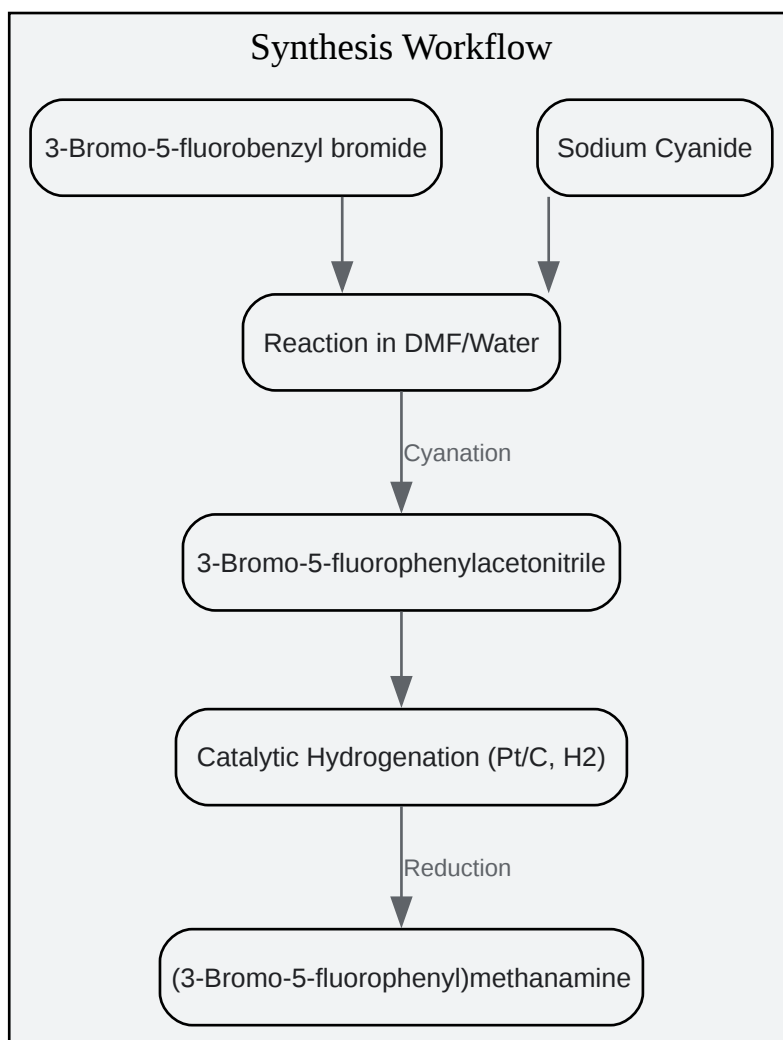 Synthesis Workflow
3-Bromo-5-fluorobenzyl bromide
Sodium Cyanide
Reaction in DMF/Water
Cyanation
3-Bromo-5-fluorophenylacetonitrile
Catalytic Hydrogenation (Pt/C, H2)
Reduction
(3-Bromo-5-fluorophenyl)methanamine